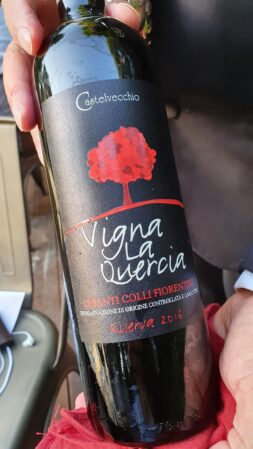 Castelvecchio
Vigna
La
Quercia
CHIANTI COLLI FIORENTINI
DENOMINAZIONE DI ORIGINE CONTROLLATA E GARANTITA
Riserva 2016